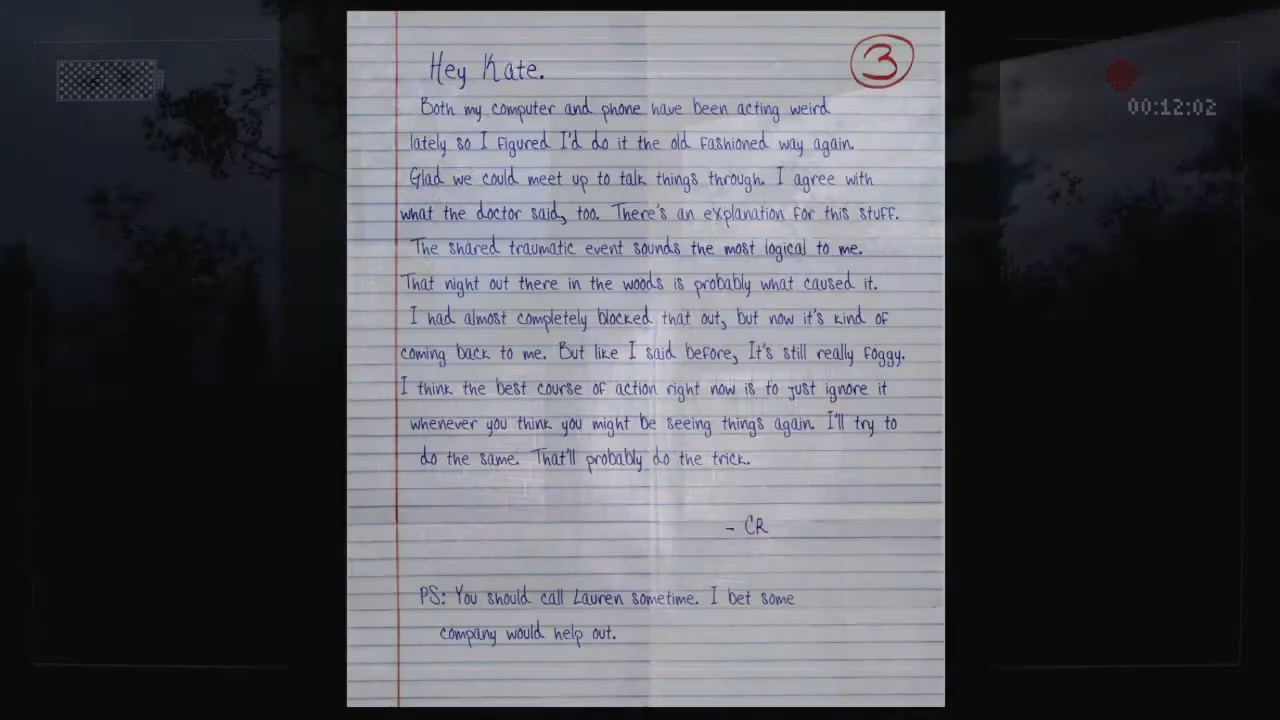 3
Hey Kate.
00:12:02
Both my computer and phone have been acting weird
lately so I figured I'd do it the old fashioned way again.
Glad we could meet up to talk things through. I agree with
what the doctor said, too. There's an explanation for this stuff.
The shared traumatic event sounds the most logical to me.
That night out there in the woods is probably what caused it.
I had almost completely blocked that out, but now it's kind of
coming back to me. But like I said before, It's still really foggy.
I think the best course of action right now is to just ignore it
whenever you think you might be seeing things again. I'll try to
do the same. That'll probably do the trick.
- CR
PS: You should call Lauren sometime. I bet some
company would help out.